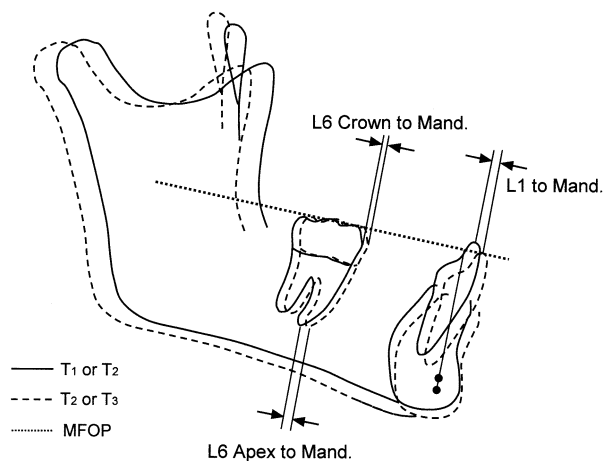 L6 Crown to Mand.
L1 to Mand.
T1 or T2
T2 or T3
MFOP
L6 Apex to Mand.